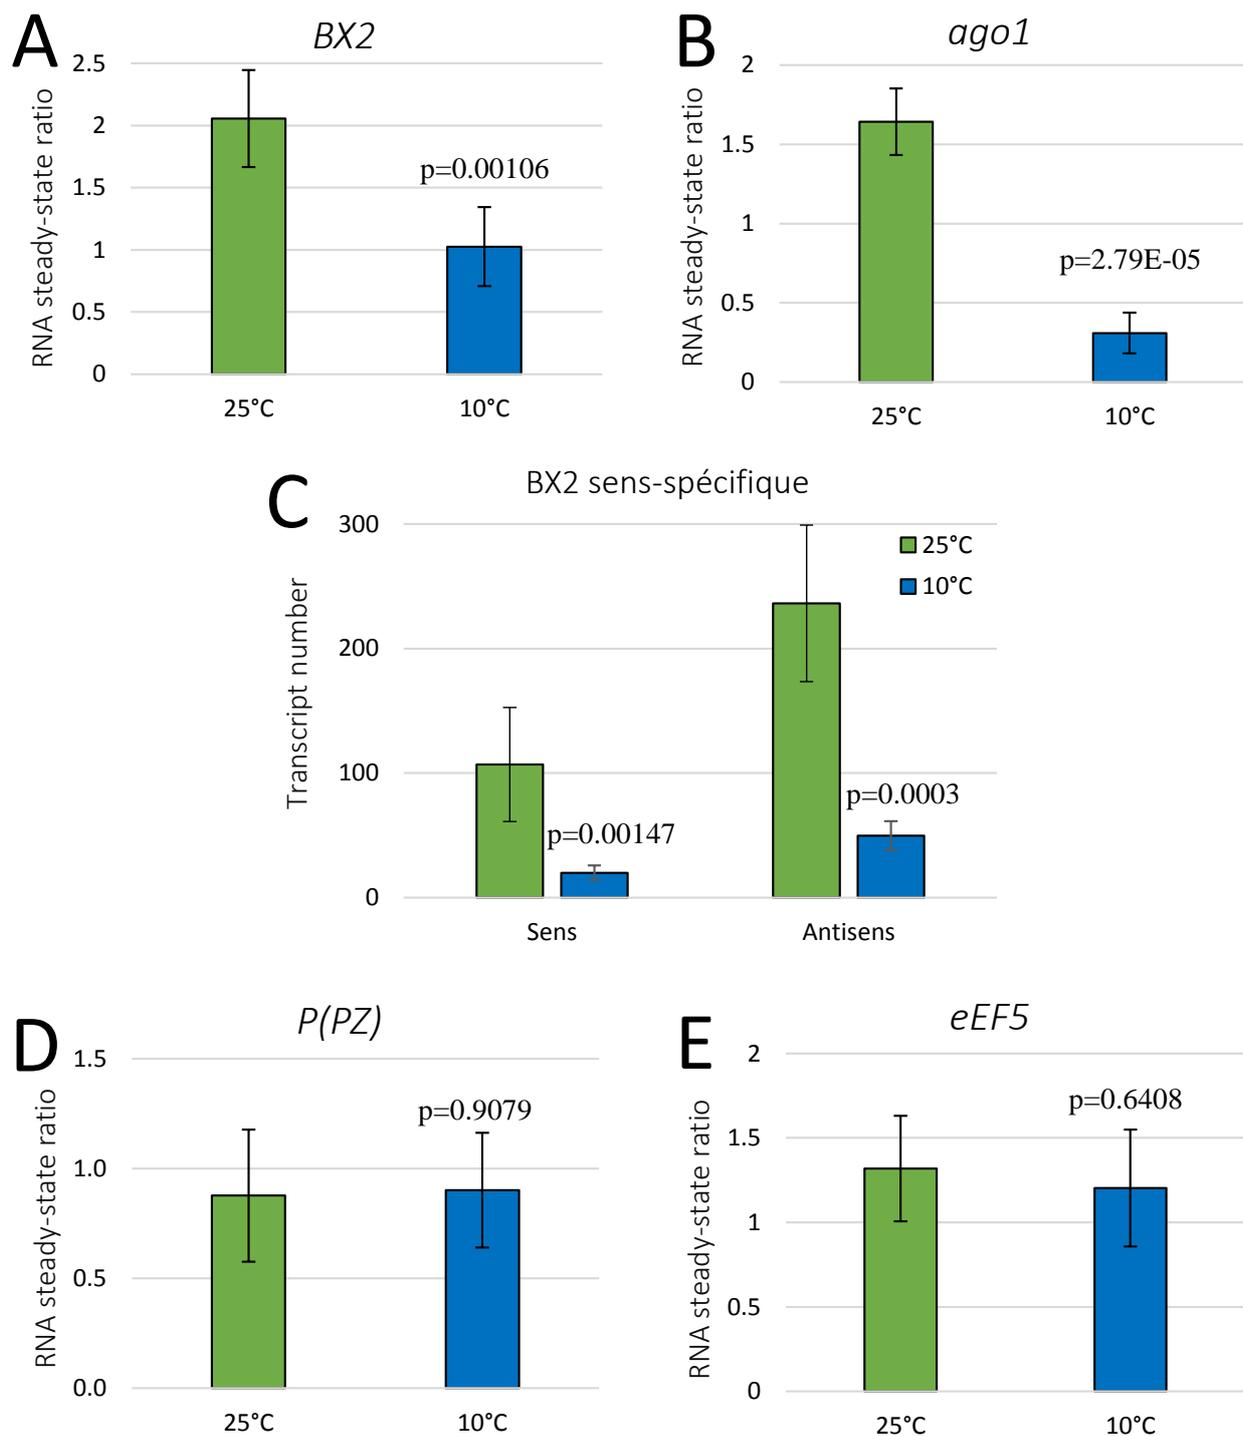 A
BX2
RNA steady-state ratio
2.5
2
1.5
1
0.5
0
p=0.00106
25°C
10°C
B
ago1
RNA steady-state ratio
2
1.5
1
0.5
0
p=2.79E-05
25°C
10°C
C
BX2 sens-spécifique
Transcript number
300
200
100
0
25°C
10°C
p=0.00147
p=0.0003
Sens
Antisens
D
P(PZ)
RNA steady-state ratio
1.5
1.0
0.5
0.0
p=0.9079
25°C
10°C
E
eEF5
RNA steady-state ratio
2
1.5
1
0.5
0
p=0.6408
25°C
10°C